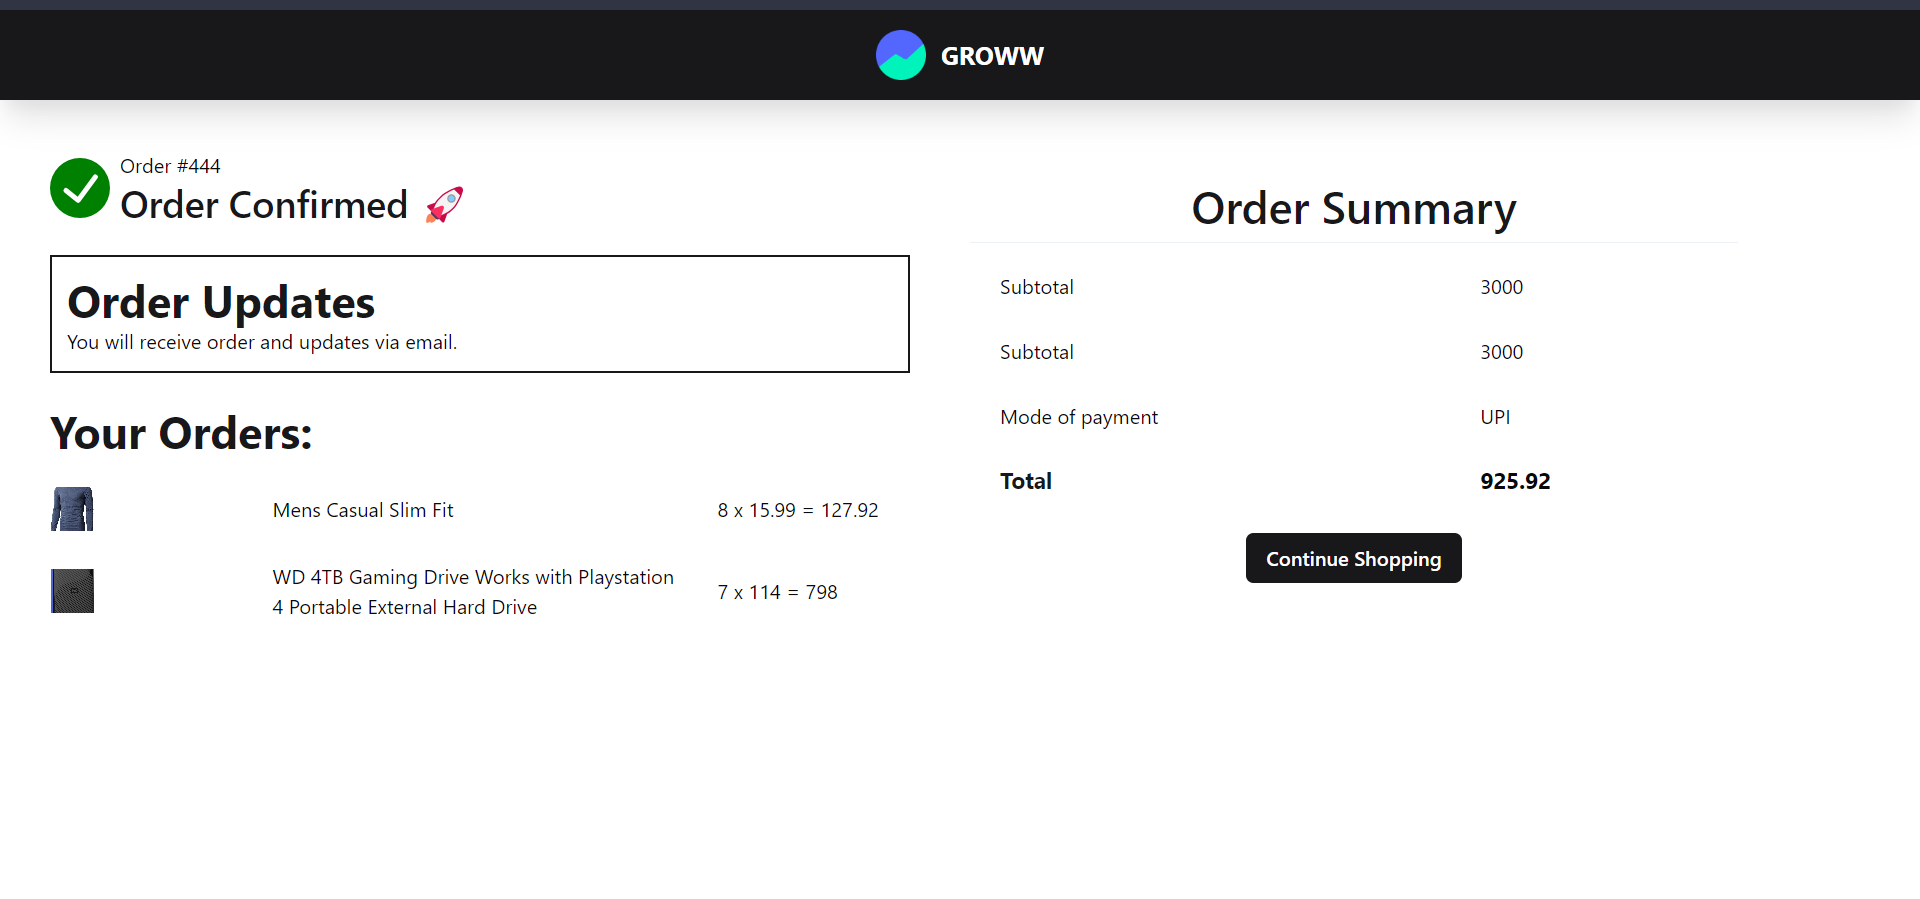 GROWW
Order #444
Order Confirmed 🚀
Order Updates
You will receive order and updates via email.
Your Orders:
Mens Casual Slim Fit 8 x 15.99 = 127.92
WD 4TB Gaming Drive Works with Playstation
4 Portable External Hard Drive
7 x 114 = 798
Order Summary
Subtotal 3000
Subtotal 3000
Mode of payment UPI
Total 925.92
Continue Shopping